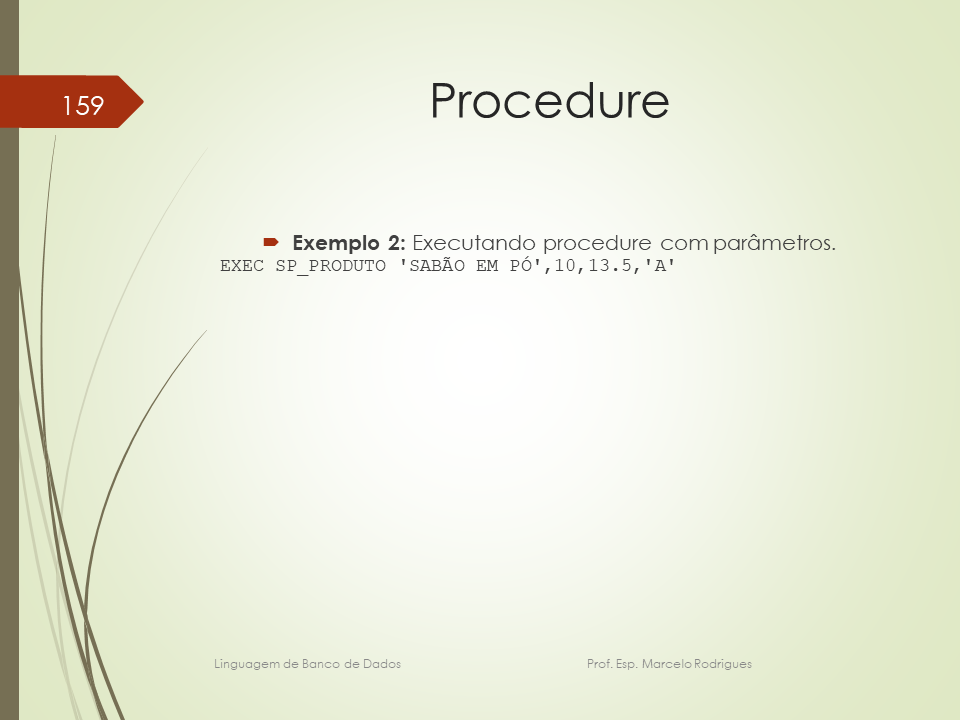 159
Procedure
Exemplo 2: Executando procedure com parâmetros.
EXEC SP_PRODUTO 'SABÃO EM PÓ',10,13.5,'A'
Linguagem de Banco de Dados Prof. Esp. Marcelo Rodrigues